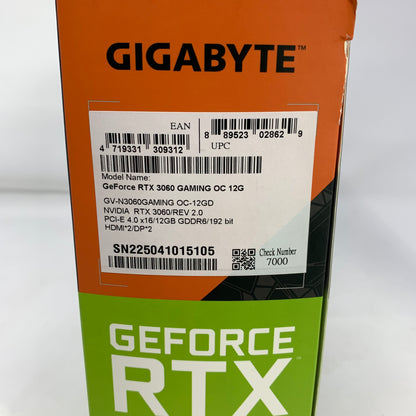 GIGABYTE™
EAN
4 719331 309312
8 89523 02862 9
UPC
Model Name:
GeForce RTX 3060 GAMING OC 12G
GV-N3060GAMING OC-12GD
NVIDIA RTX 3060/REV 2.0
PCI-E 4.0 x16/12GB GDDR6/192 bit
HDMI*2/DP*2
SN225041015105
Check Number
7000
GEFORCE
RTX™